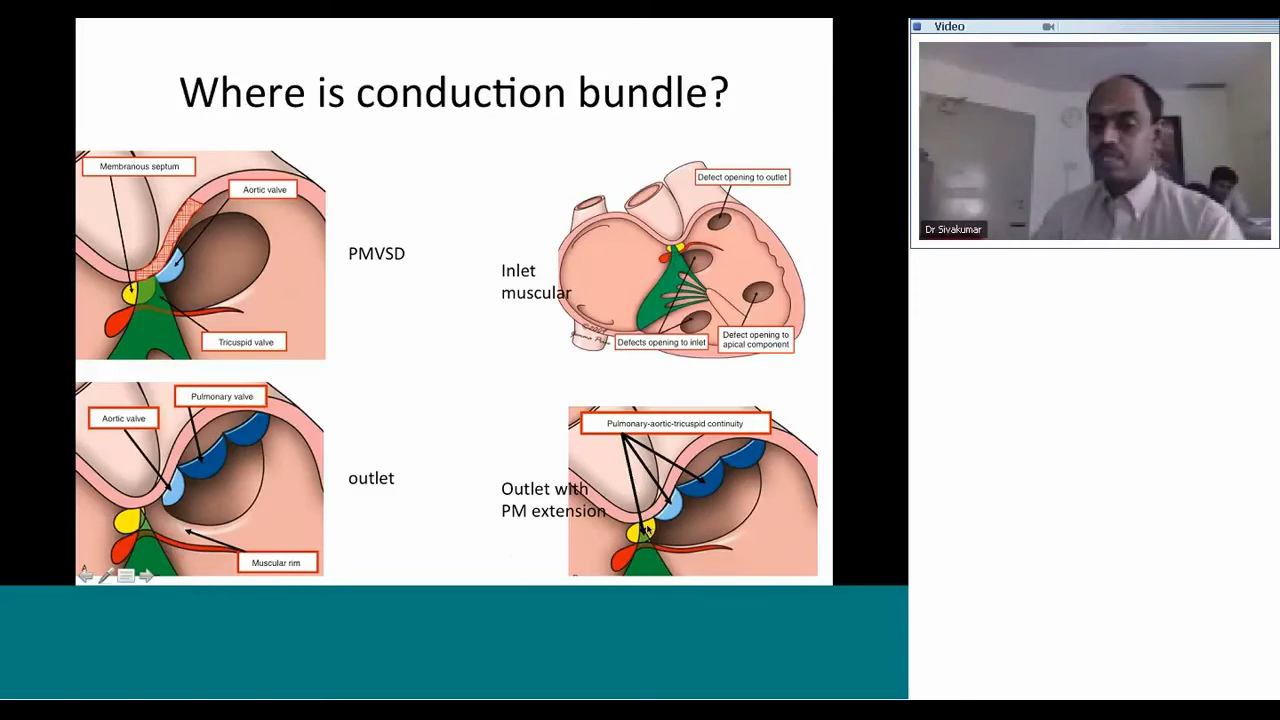 Where is conduction bundle?
Membranous septum
Aortic valve
Tricuspid valve
PMVSD
Inlet
muscular
Defect opening to outlet
Defects opening to inlet
Defect opening to
apical component
Pulmonary valve
Aortic valve
Muscular rim
outlet
Outlet with
PM extension
Pulmonary-aortic-tricuspid continuity
Video
Dr Sivakumar